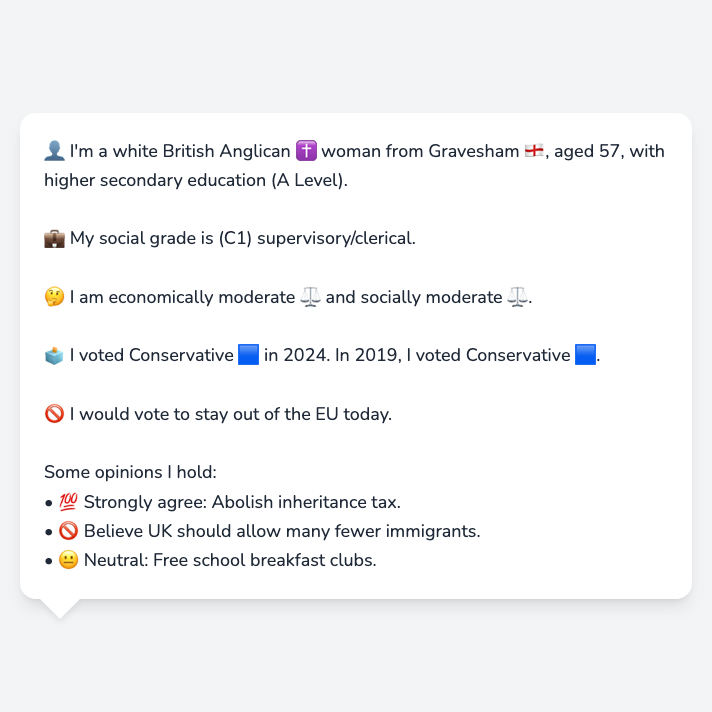 👤 I'm a white British Anglican ✝️ woman from Gravesham 🏴󠁧󠁢󠁥󠁮󠁧󠁿, aged 57, with
higher secondary education (A Level).
💼 My social grade is (C1) supervisory/clerical.
🤔 I am economically moderate ⚖️ and socially moderate ⚖️.
🗳️ I voted Conservative 🟦 in 2024. In 2019, I voted Conservative 🟦.
🚫 I would vote to stay out of the EU today.
Some opinions I hold:
• 💯 Strongly agree: Abolish inheritance tax.
• 🚫 Believe UK should allow many fewer immigrants.
• 😐 Neutral: Free school breakfast clubs.